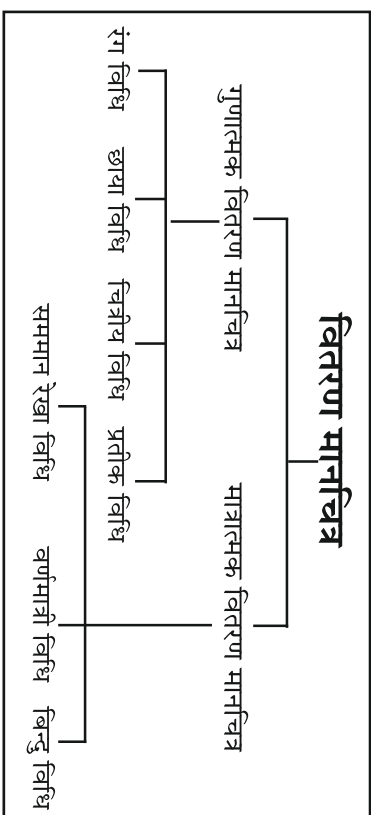 वितरण मानचित्र
गुणात्मक वितरण मानचित्र
मात्रात्मक वितरण मानचित्र
रंग विधि
छाया विधि
चित्रीय विधि
प्रतीक विधि
सममान रेखा विधि
वर्णमात्री विधि
बिन्दु विधि